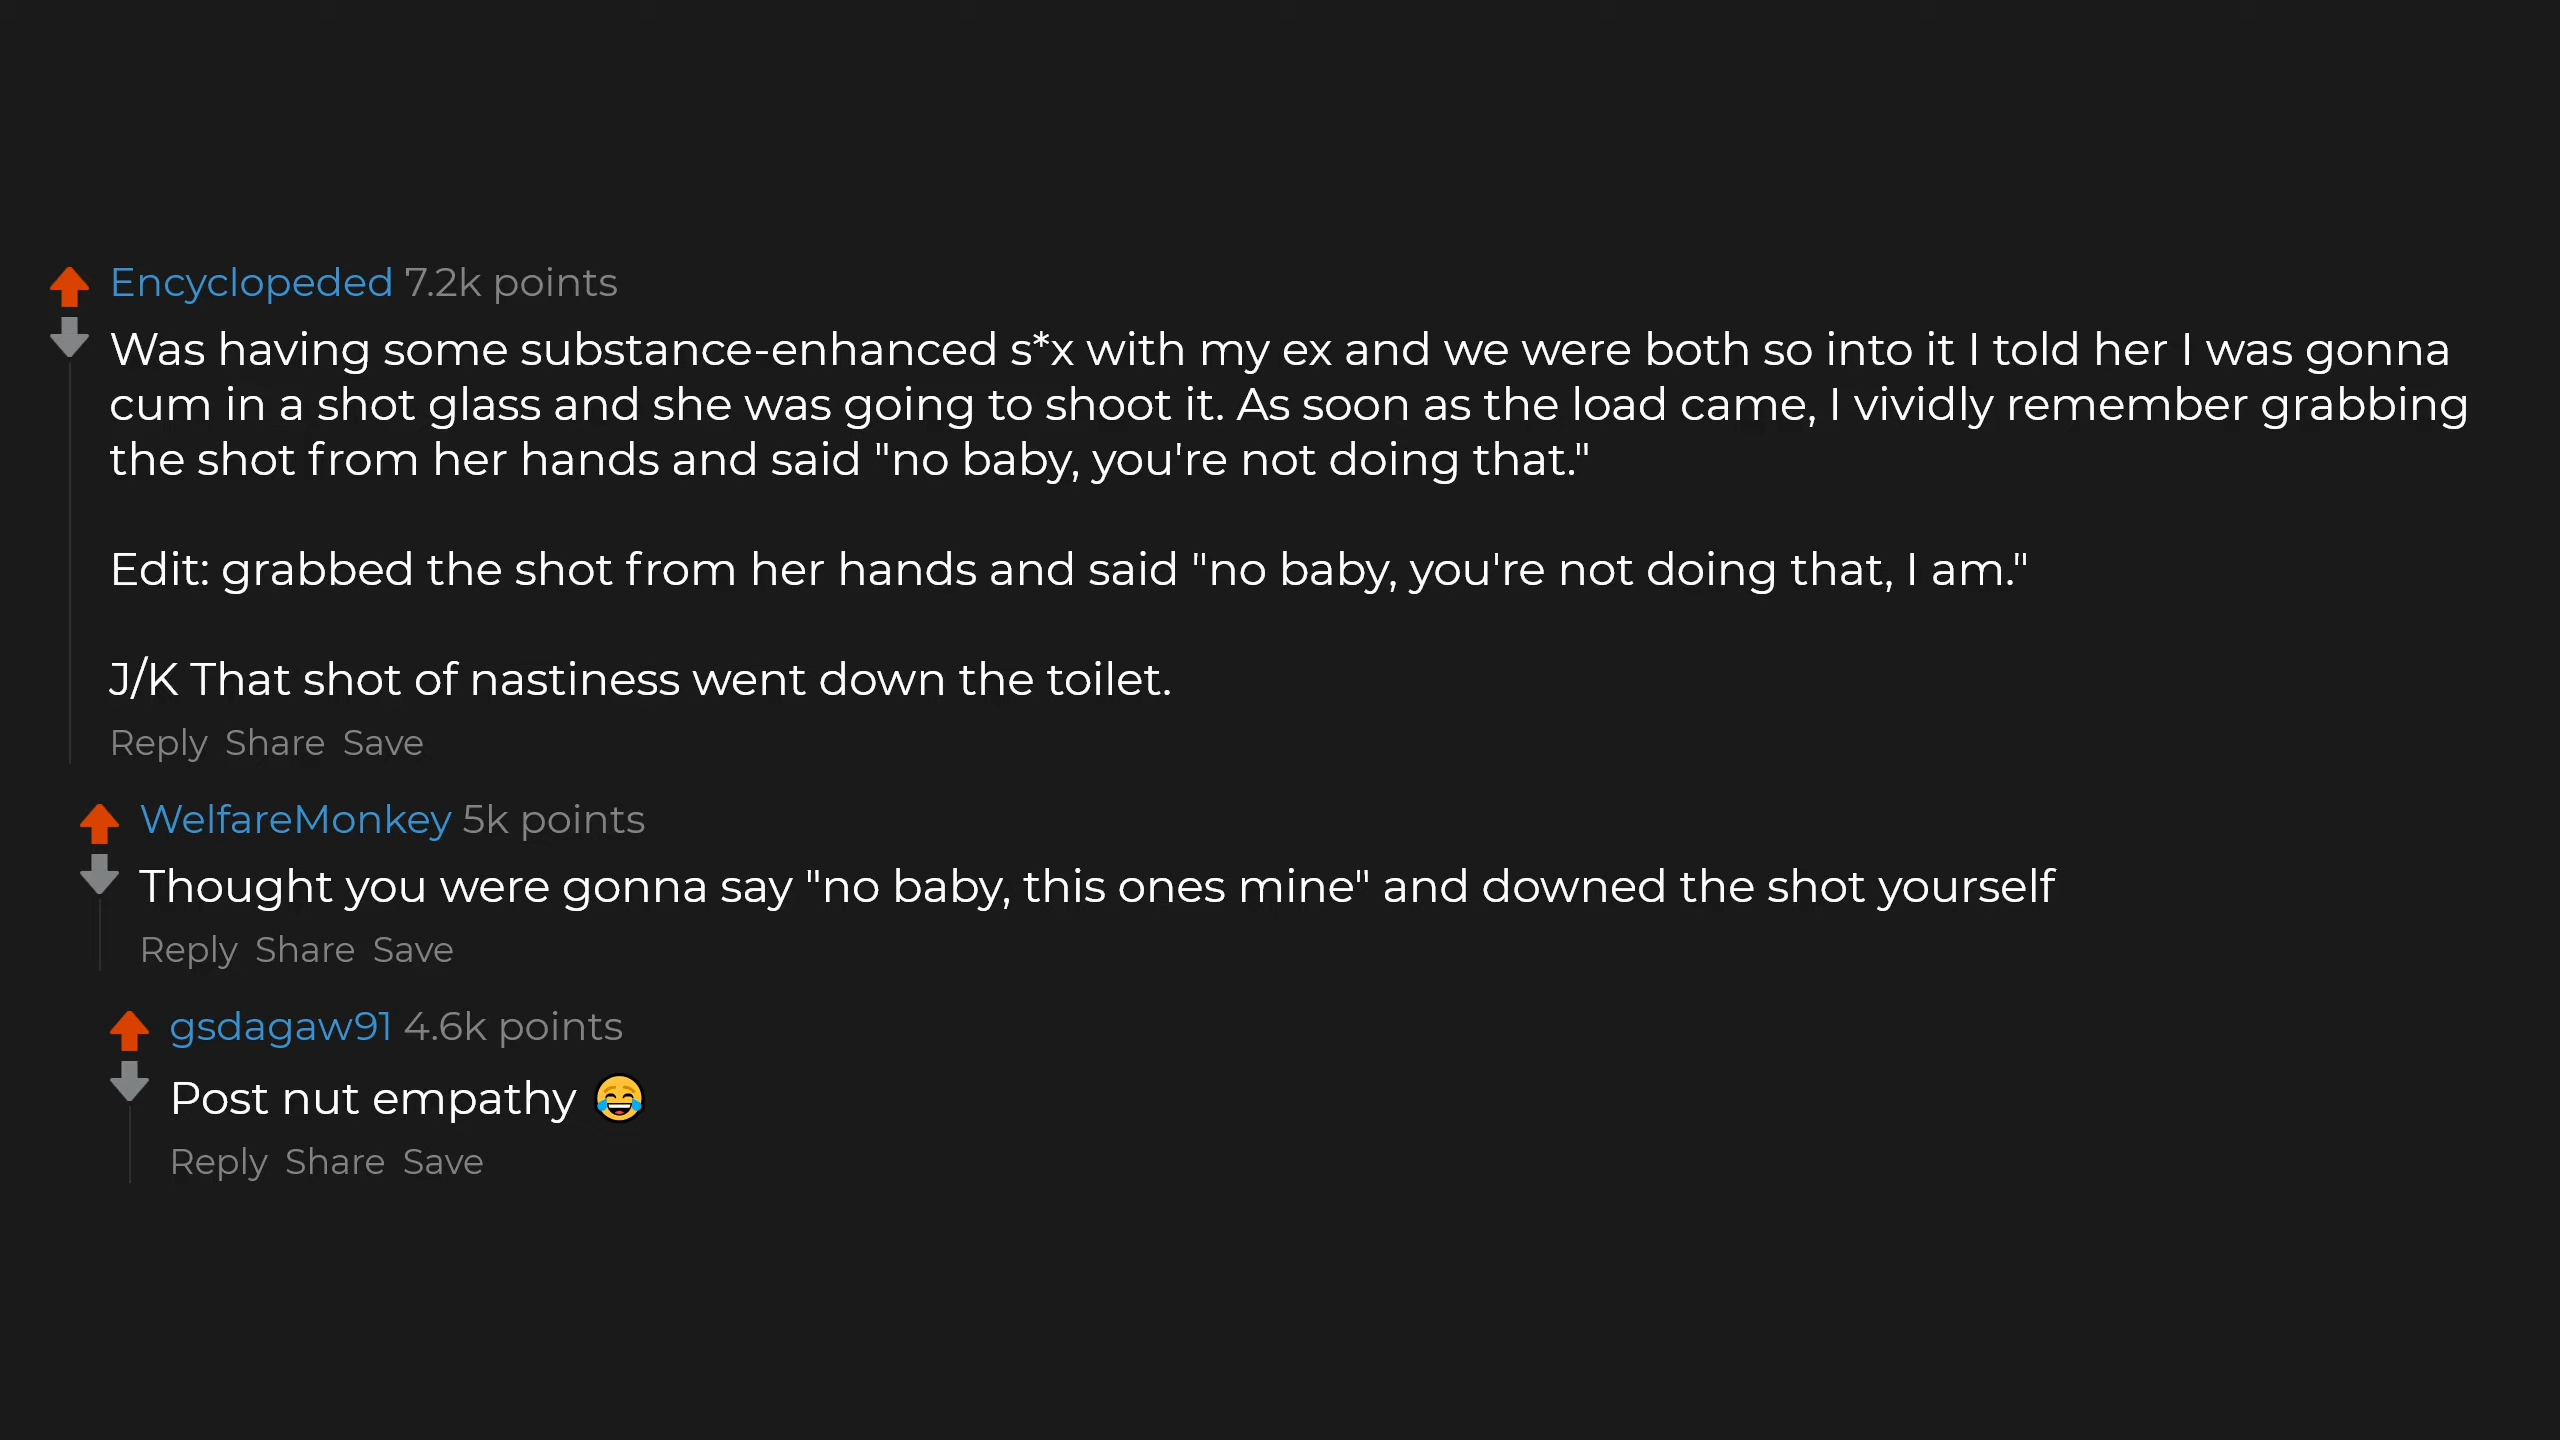 Encyclopeded 7.2k points
Was having some substance-enhanced s*x with my ex and we were both so into it I told her I was gonna
cum in a shot glass and she was going to shoot it. As soon as the load came, I vividly remember grabbing
the shot from her hands and said "no baby, you're not doing that."
Edit: grabbed the shot from her hands and said "no baby, you're not doing that, I am."
J/K That shot of nastiness went down the toilet.
Reply Share Save
WelfareMonkey 5k points
Thought you were gonna say "no baby, this ones mine" and downed the shot yourself
Reply Share Save
gsdagaw91 4.6k points
Post nut empathy 😂
Reply Share Save